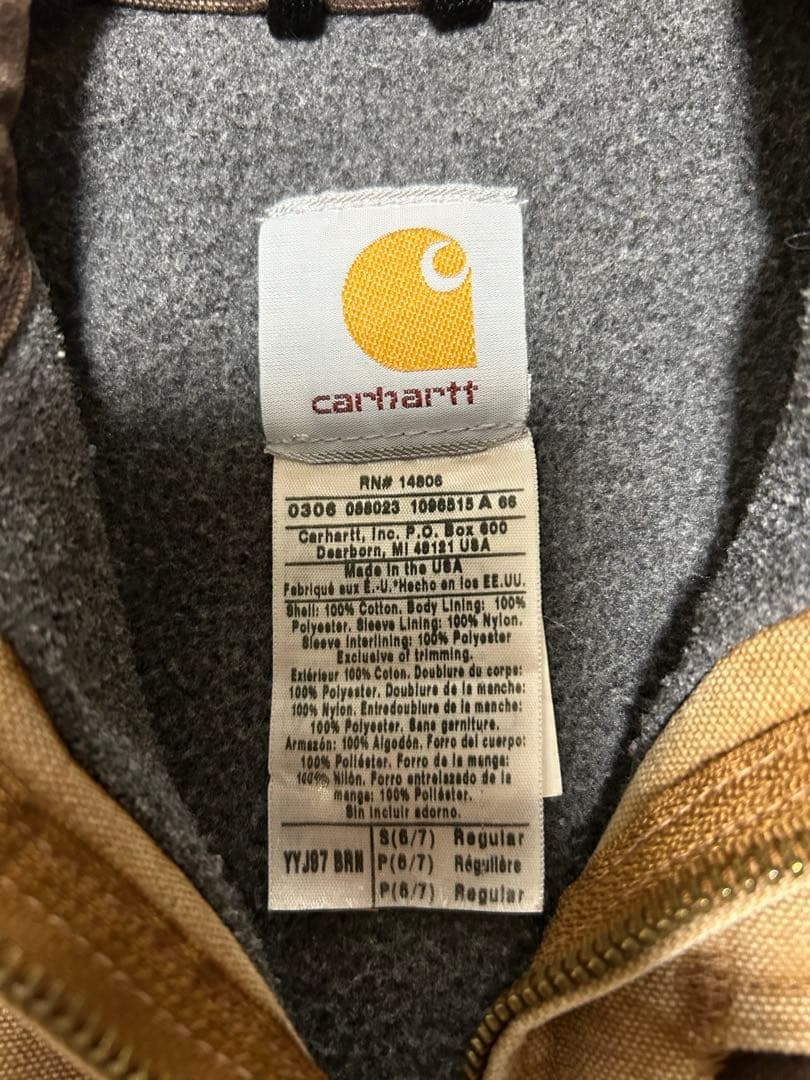 carhartt
RN# 14806
0306 088023 1096515 A 66
Carhartt, Inc. P.O. Box 600
Dearborn, MI 48121 USA
Made in the USA
Fabriqué aux É.-U.*Hecho en los EE.UU.
Shell: 100% Cotton. Body Lining: 100%
Polyester. Sleeve Lining: 100% Nylon.
Sleeve Interlining: 100% Polyester
Exclusive of trimming.
Extérieur 100% Coton. Doublure du corps:
100% Polyester. Doublure de la manche:
100% Nylon. Entredoublure de la manche:
100% Polyester. Sans garniture.
Armazón: 100% Algodón. Forro del cuerpo:
100% Poliéster. Forro de la manga:
100% Nilón. Forro entrelazado de la
manga: 100% Poliéster.
Sin incluir adorno.
YYJ97 BRN
S(6/7) Regular
P(6/7) Régulière
P(6/7) Regular